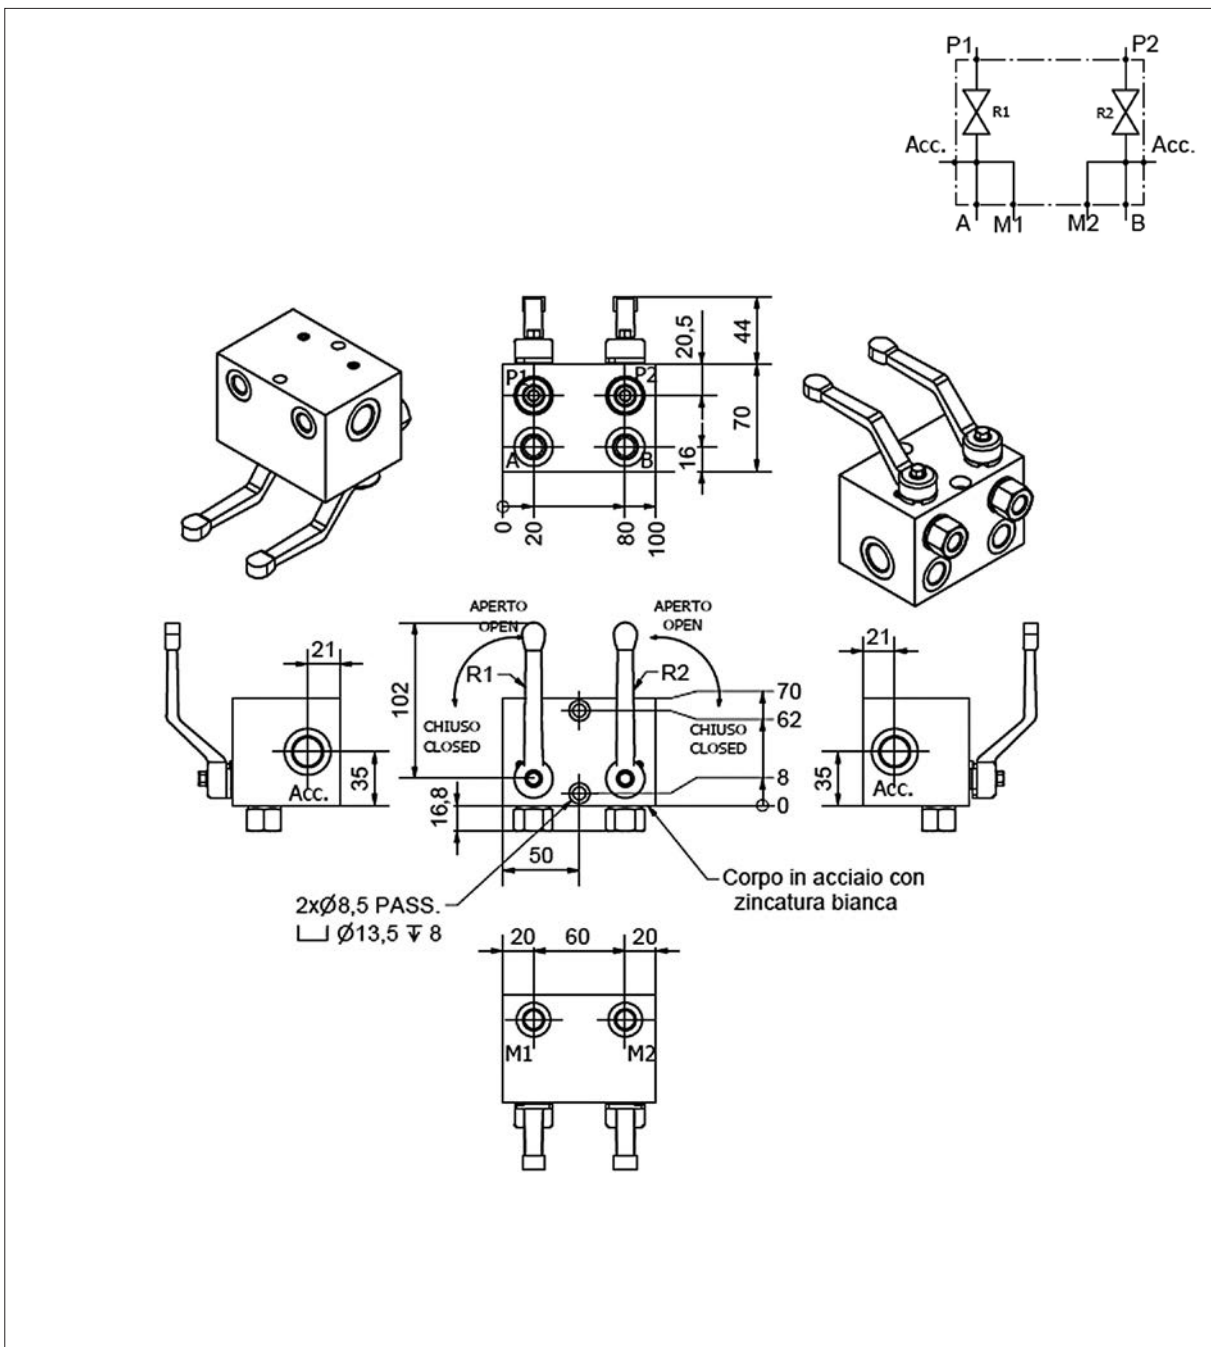 P1
P2
R1
R2
Acc.
Acc.
A
M1
M2
B
20,5
44
P1
P2
70
16
A
B
0
20
80
100
APERTO
OPEN
APERTO
OPEN
21
21
R1
R2
102
70
62
CHIUSO
CLOSED
CHIUSO
CLOSED
35
Acc.
35
Acc.
8
0
16,8
50
Corpo in acciaio con
zincatura bianca
2xØ8,5 PASS.
⌴ Ø13,5 ↧ 8
20
60
20
M1
M2